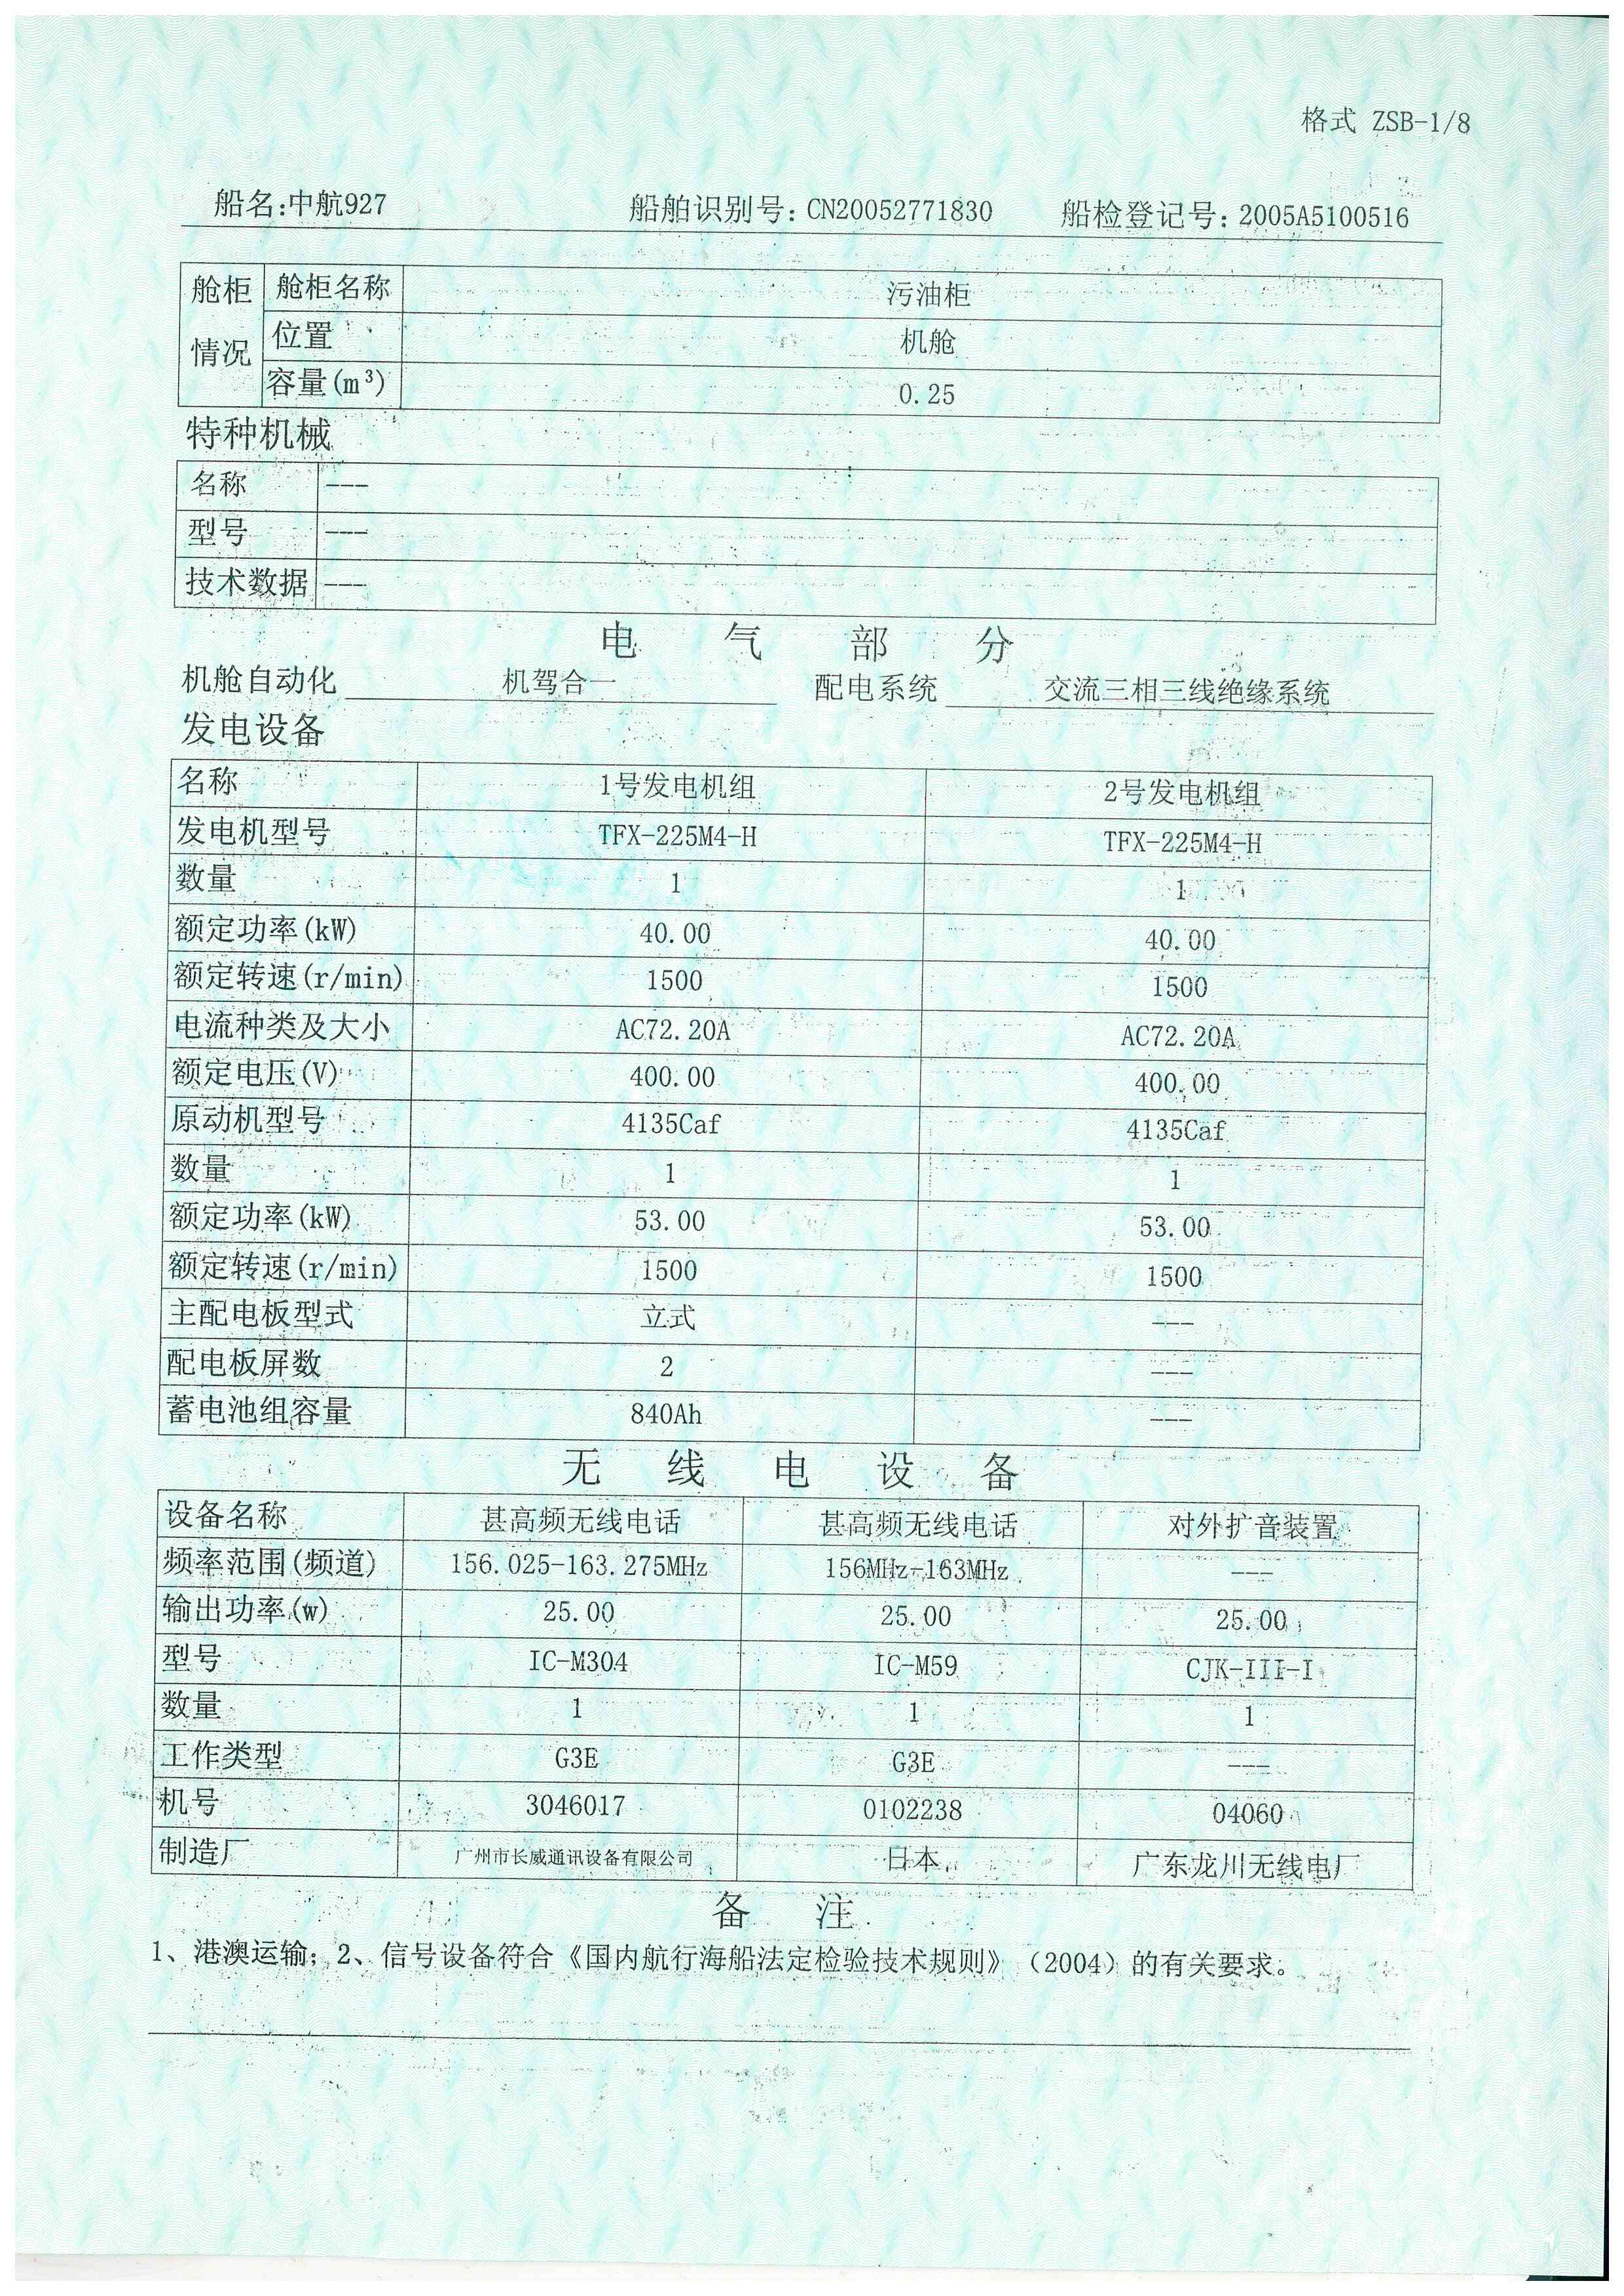 格式 ZSB-1/8
船名:中航927 船舶识别号: CN20052771830 船检登记号: 2005A5100516
舱柜情况 舱柜名称 污油柜
位置 机舱
容量(m³) 0.25
特种机械
名称 ---
型号 ---
技术数据 ---
电气部分
机舱自动化 机驾合一 配电系统 交流三相三线绝缘系统
发电设备
名称 1号发电机组 2号发电机组
发电机型号 TFX-225M4-H TFX-225M4-H
数量 1 1
额定功率(kW) 40.00 40.00
额定转速(r/min) 1500 1500
电流种类及大小 AC72.20A AC72.20A
额定电压(V) 400.00 400.00
原动机型号 4135Caf 4135Caf
数量 1 1
额定功率(kW) 53.00 53.00
额定转速(r/min) 1500 1500
主配电板型式 立式 ---
配电板屏数 2 ---
蓄电池组容量 840Ah ---
无线电设备
设备名称 甚高频无线电话 甚高频无线电话 对外扩音装置
频率范围(频道) 156.025-163.275MHz 156MHz-163MHz ---
输出功率(w) 25.00 25.00 25.00
型号 IC-M304 IC-M59 CJK-III-I
数量 1 1 1
工作类型 G3E G3E ---
机号 3046017 0102238 04060
制造厂 广州市长威通讯设备有限公司 日本 广东龙川无线电厂
备注
1、港澳运输; 2、信号设备符合《国内航行海船法定检验技术规则》(2004) 的有关要求。